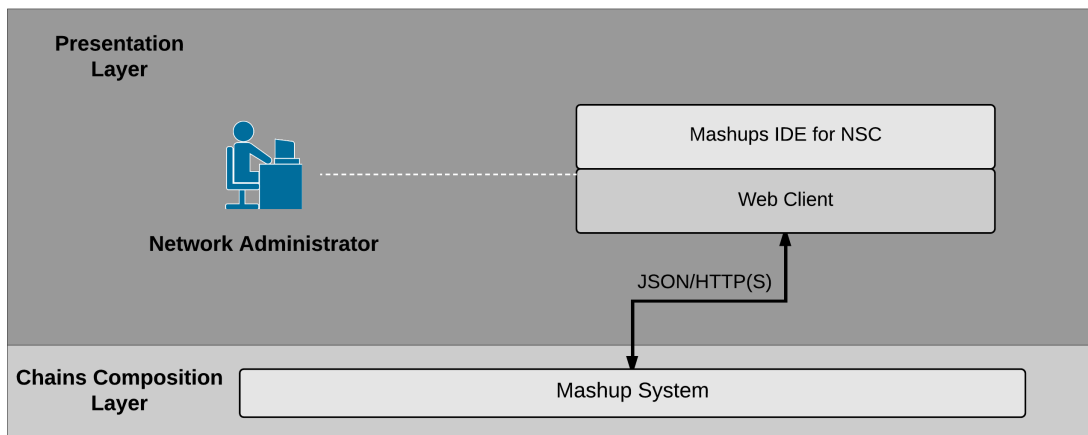 Presentation
Layer
Mashups IDE for NSC
Web Client
Network Administrator
JSON/HTTP(S)
Chains Composition
Layer
Mashup System